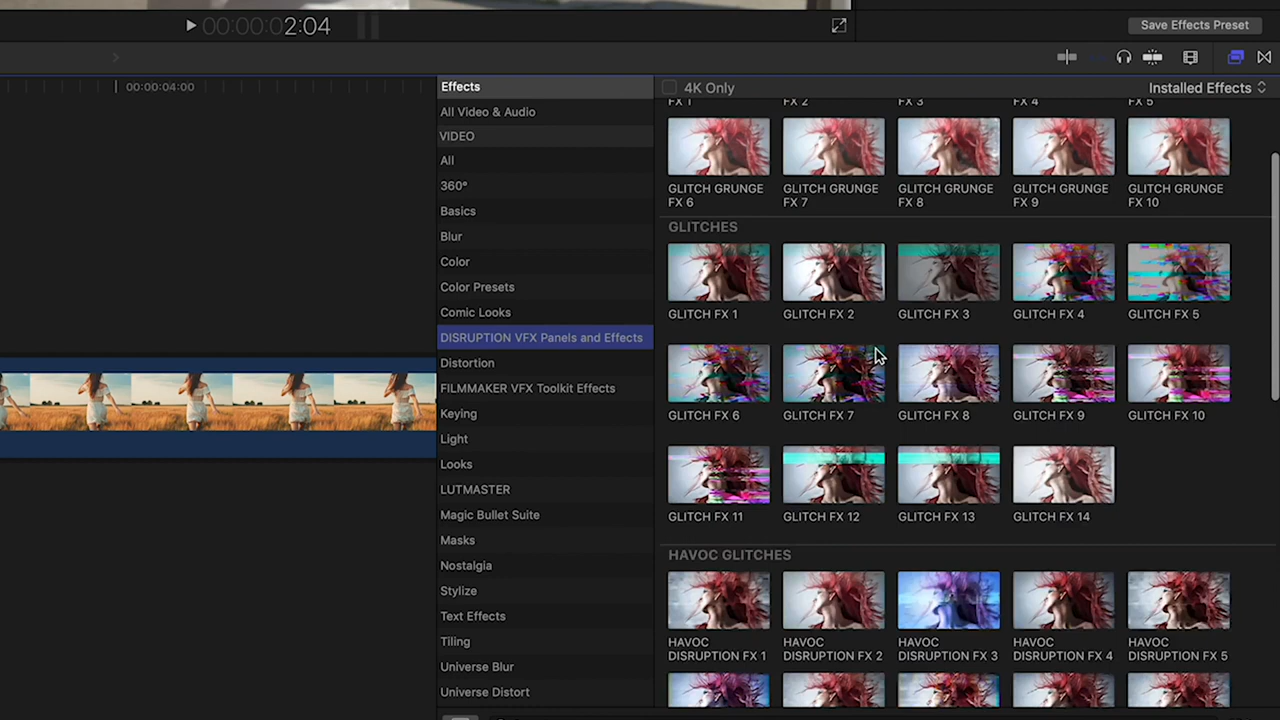 00:00:02:04
Save Effects Preset
00:00:04:00
Effects
4K Only
Installed Effects
All Video & Audio
VIDEO
All
360°
Basics
Blur
Color
Color Presets
Comic Looks
DISRUPTION VFX Panels and Effects
Distortion
FILMMAKER VFX Toolkit Effects
Keying
Light
Looks
LUTMASTER
Magic Bullet Suite
Masks
Nostalgia
Stylize
Text Effects
Tiling
Universe Blur
Universe Distort
FX 1
FX 2
FX 3
FX 4
FX 5
GLITCH GRUNGE
FX 6
GLITCH GRUNGE
FX 7
GLITCH GRUNGE
FX 8
GLITCH GRUNGE
FX 9
GLITCH GRUNGE
FX 10
GLITCHES
GLITCH FX 1
GLITCH FX 2
GLITCH FX 3
GLITCH FX 4
GLITCH FX 5
GLITCH FX 6
GLITCH FX 7
GLITCH FX 8
GLITCH FX 9
GLITCH FX 10
GLITCH FX 11
GLITCH FX 12
GLITCH FX 13
GLITCH FX 14
HAVOC GLITCHES
HAVOC
DISRUPTION FX 1
HAVOC
DISRUPTION FX 2
HAVOC
DISRUPTION FX 3
HAVOC
DISRUPTION FX 4
HAVOC
DISRUPTION FX 5